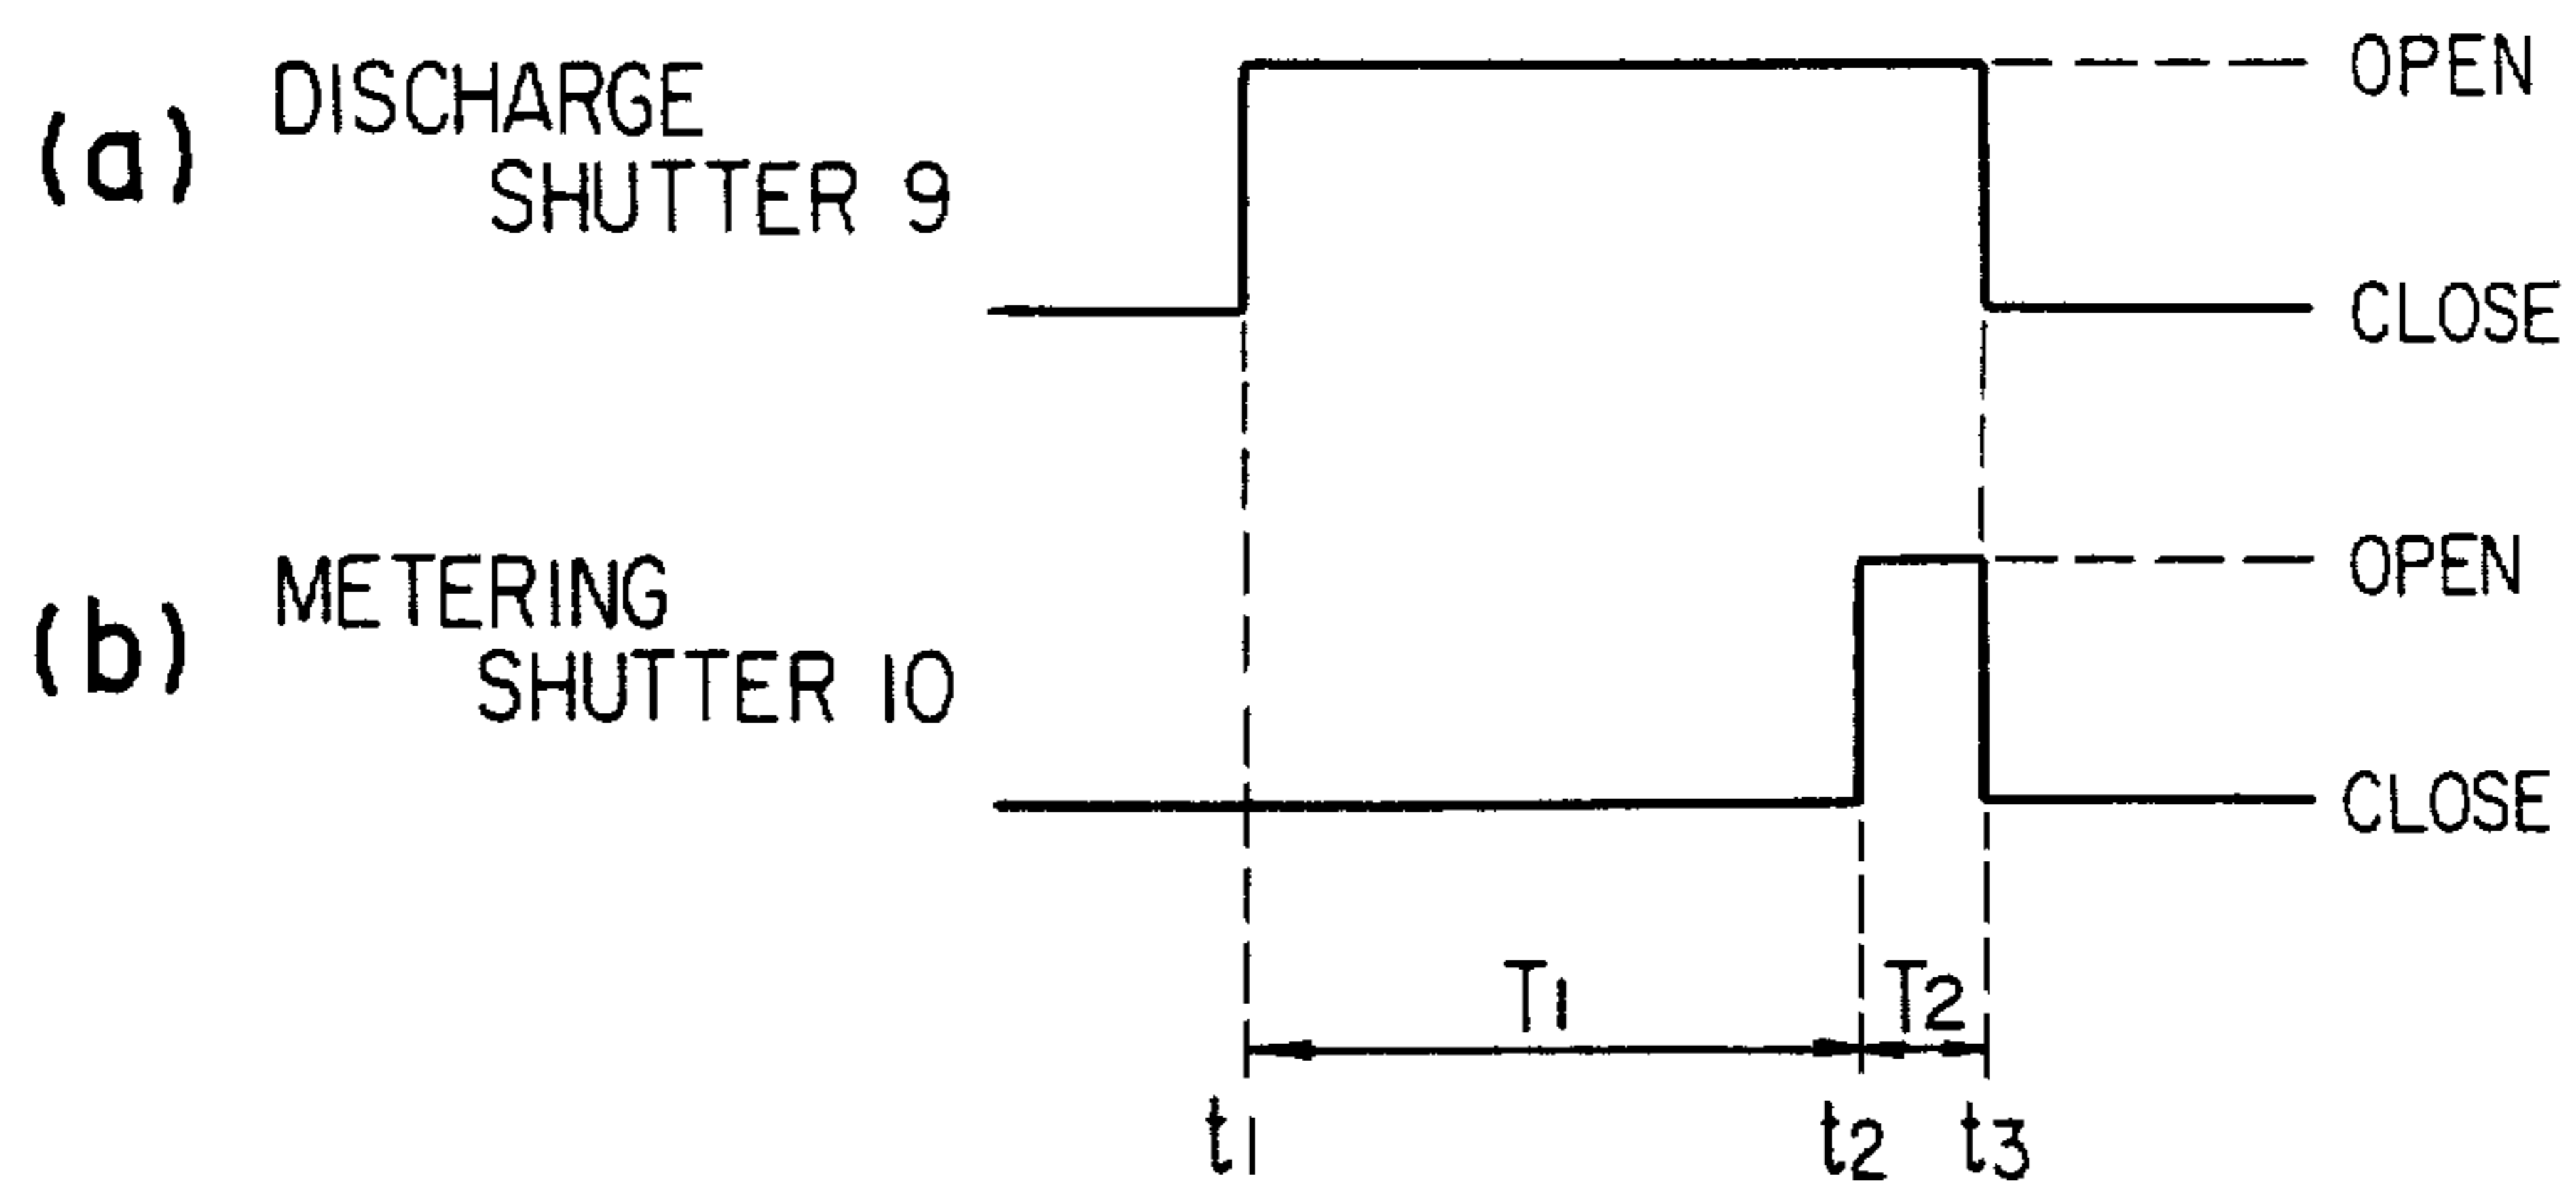 (a) DISCHARGE
SHUTTER 9
OPEN
CLOSE
(b) METERING
SHUTTER 10
OPEN
CLOSE
T1 T2
t1 t2 t3